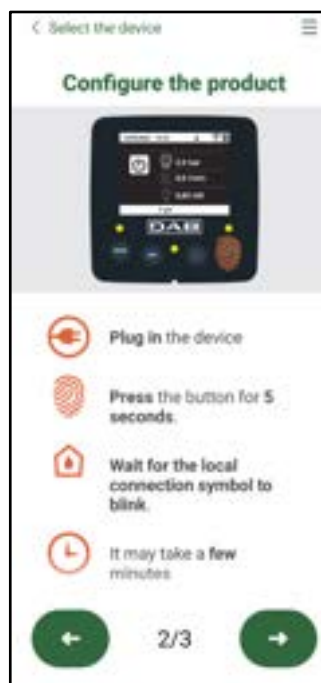 < Select the device
Configure the product
DAB
Plug in the device
Press the button for 5
seconds.
Wait for the local
connection symbol to
blink.
It may take a few
minutes
2/3